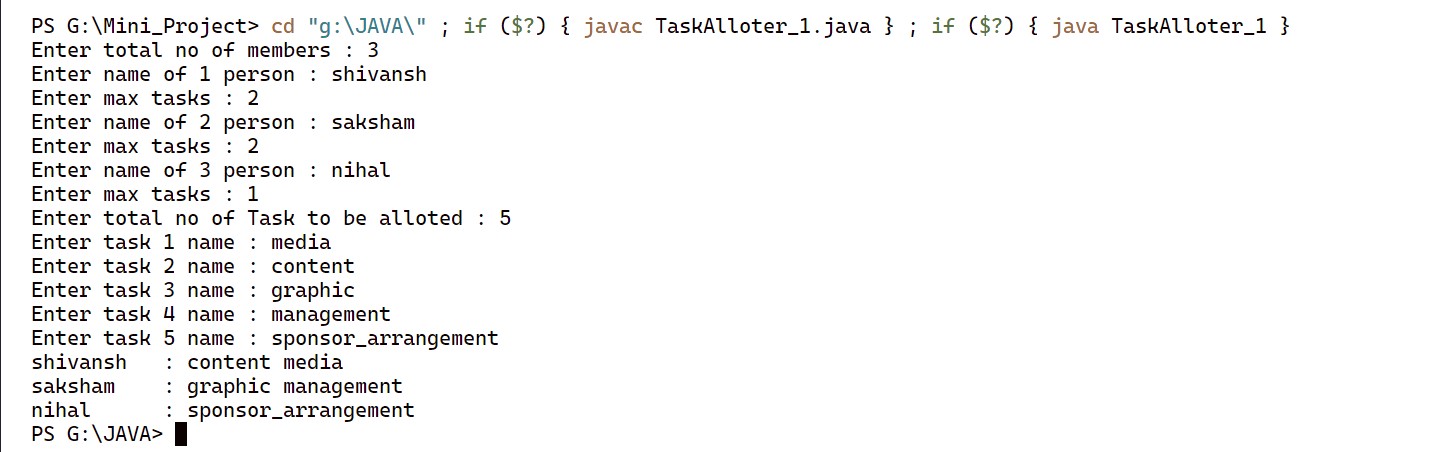 PS G:\Mini_Project> cd "g:\JAVA\" ; if ($?) { javac TaskAlloter_1.java } ; if ($?) { java TaskAlloter_1 }
Enter total no of members : 3
Enter name of 1 person : shivansh
Enter max tasks : 2
Enter name of 2 person : saksham
Enter max tasks : 2
Enter name of 3 person : nihal
Enter max tasks : 1
Enter total no of Task to be alloted : 5
Enter task 1 name : media
Enter task 2 name : content
Enter task 3 name : graphic
Enter task 4 name : management
Enter task 5 name : sponsor_arrangement
shivansh   : content media
saksham    : graphic management
nihal      : sponsor_arrangement
PS G:\JAVA>